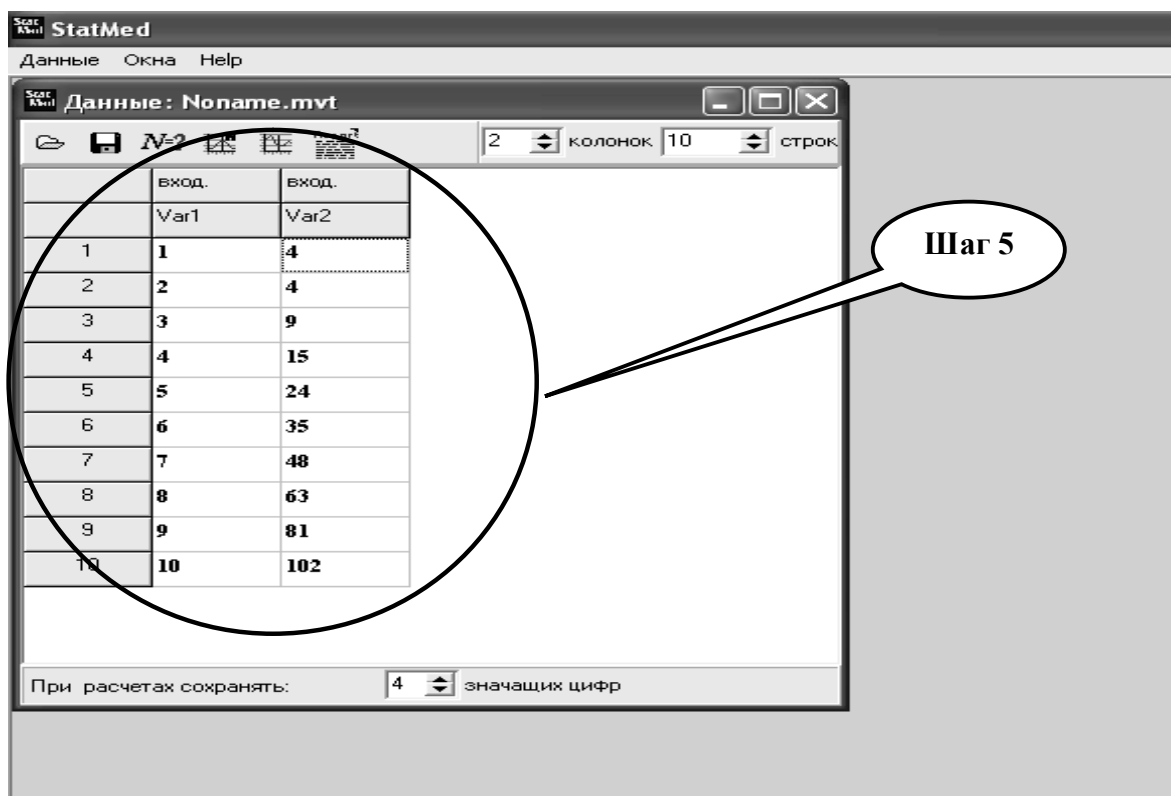 StatMed
Данные Окна Help
Данные: Noname.mvt
N=? 2 колонок 10 строк
вход. вход.
Var1 Var2
1 1 4
2 2 4
3 3 9
4 4 15
5 5 24
6 6 35
7 7 48
8 8 63
9 9 81
10 10 102
Шаг 5
При расчетах сохранять: 4 значащих цифр